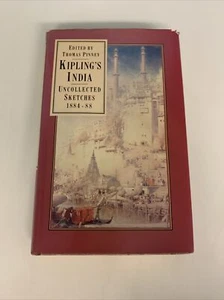 EDITED BY
THOMAS PINNEY
KIPLING'S
INDIA
UNCOLLECTED
SKETCHES
1884-88